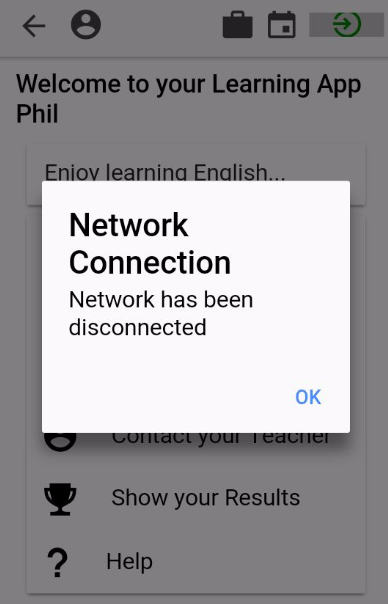 Welcome to your Learning App
Phil
Enjoy learning English...
Network
Connection
Network has been
disconnected
OK
Contact your Teacher
Show your Results
? Help